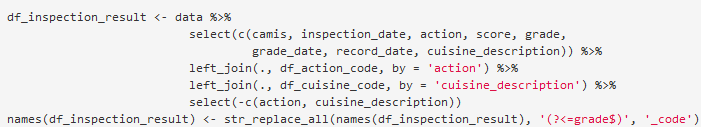 df_inspection_result <- data %>%
select(c(camis, inspection_date, action, score, grade,
grade_date, record_date, cuisine_description)) %>%
left_join(., df_action_code, by = 'action') %>%
left_join(., df_cuisine_code, by = 'cuisine_description') %>%
select(-c(action, cuisine_description))
names(df_inspection_result) <- str_replace_all(names(df_inspection_result), '(?<=grade$)', '_code')